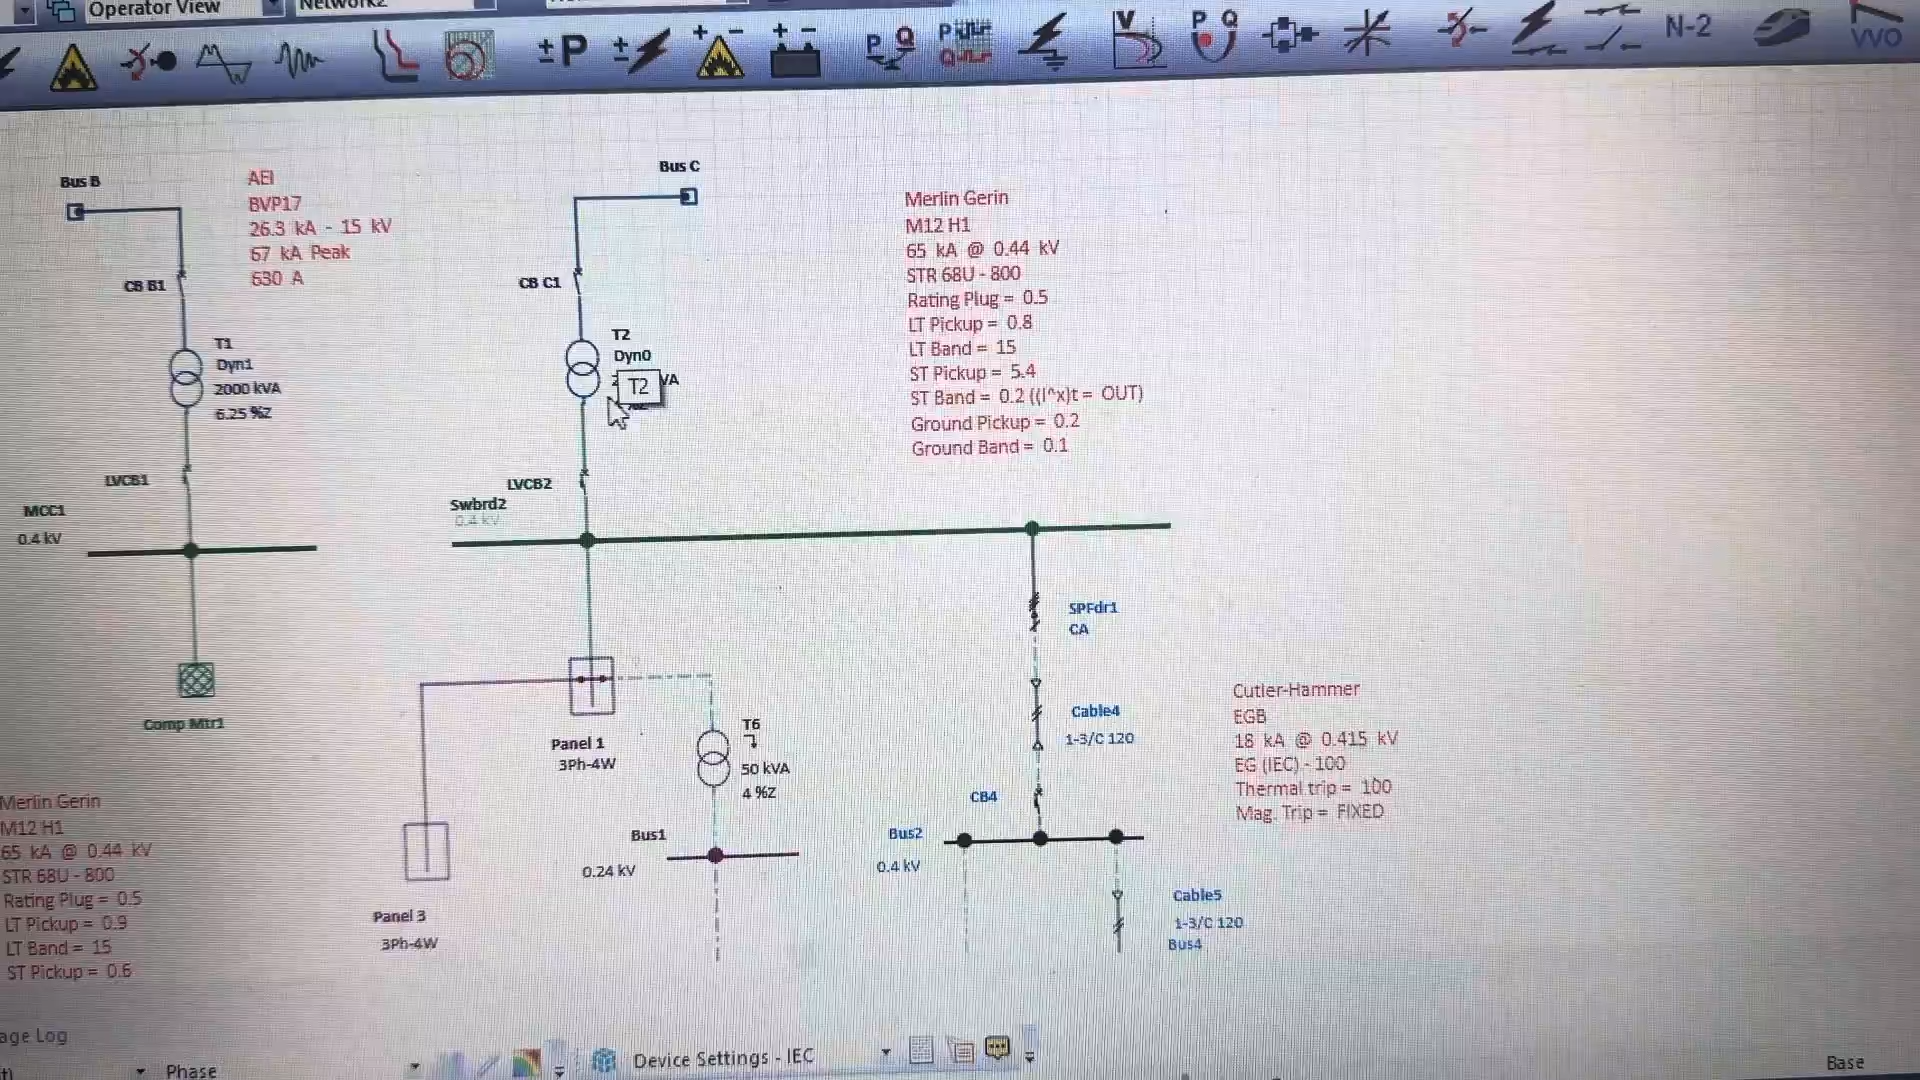 Operator View
Network2
±P
P Q
V
P Q
N-2
VVO
Bus B
AEI
BVP17
26.3 kA - 15 kV
67 kA Peak
630 A
CB B1
T1
Dyn1
2000 kVA
6.25 %Z
LVCB1
MCC1
0.4 kV
Comp Mtr1
Bus C
CB C1
T2
Dyn0
T2
VA
LVCB2
Swbrd2
0.4 kV
Merlin Gerin
M12 H1
65 kA @ 0.44 kV
STR 68U - 800
Rating Plug = 0.5
LT Pickup = 0.8
LT Band = 15
ST Pickup = 5.4
ST Band = 0.2 ((I^x)t = OUT)
Ground Pickup = 0.2
Ground Band = 0.1
SPFdr1
CA
Cable4
1-3/C 120
CB4
Bus2
0.4 kV
Cutler-Hammer
EGB
18 kA @ 0.415 kV
EG (IEC) - 100
Thermal trip = 100
Mag. Trip = FIXED
Cable5
1-3/C 120
Bus4
Panel 1
3Ph-4W
T6
50 kVA
4 %Z
Bus1
0.24 kV
Panel 3
3Ph-4W
Merlin Gerin
M12 H1
65 kA @ 0.44 kV
STR 68U - 800
Rating Plug = 0.5
LT Pickup = 0.9
LT Band = 15
ST Pickup = 0.6
age Log
Phase
Device Settings - IEC
Base